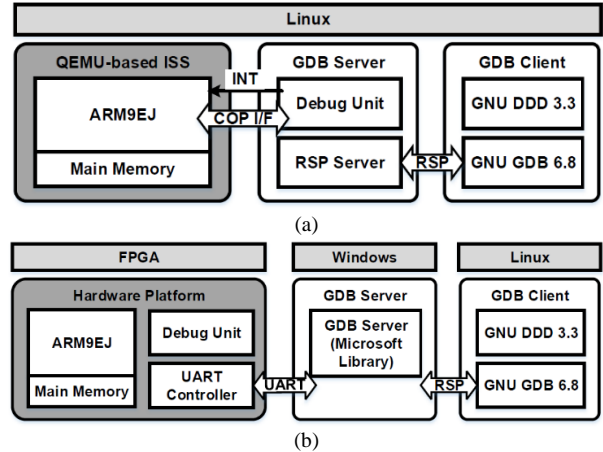 Linux
QEMU-based ISS
GDB Server
GDB Client
INT
ARM9EJ
Debug Unit
GNU DDD 3.3
COP I/F
Main Memory
RSP Server
RSP
GNU GDB 6.8
(a)
FPGA
Windows
Linux
Hardware Platform
GDB Server
GDB Client
ARM9EJ
Debug Unit
GDB Server
(Microsoft
Library)
GNU DDD 3.3
Main Memory
UART
Controller
UART
RSP
GNU GDB 6.8
(b)